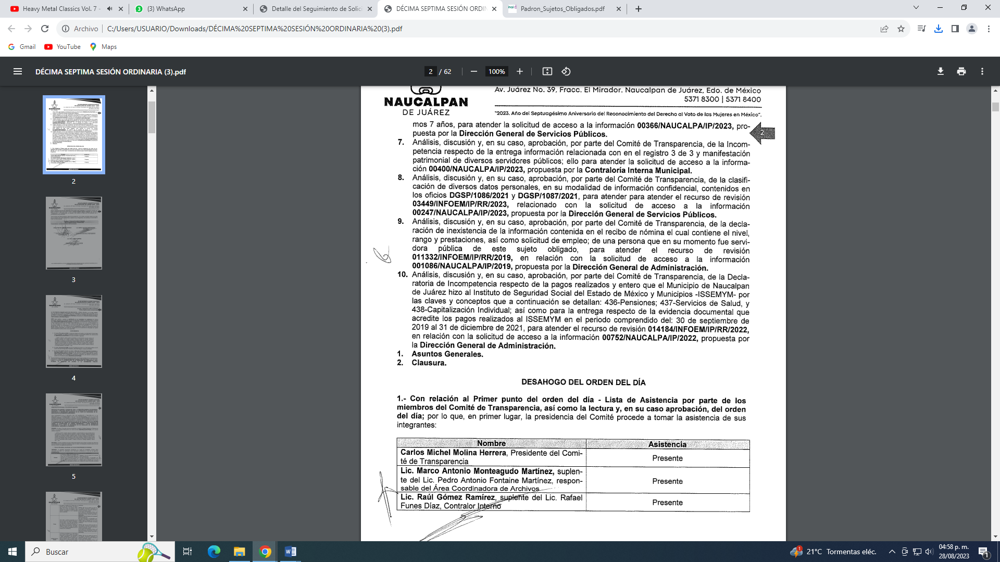 Heavy Metal Classics Vol. 7 -
(3) WhatsApp
Detalle del Seguimiento de Solici
DÉCIMA SEPTIMA SESIÓN ORDIN
Padron_Sujetos_Obligados.pdf
Archivo
C:/Users/USUARIO/Downloads/DÉCIMA%20SEPTIMA%20SESIÓN%20ORDINARIA%20(3).pdf
Gmail
YouTube
Maps
DÉCIMA SEPTIMA SESIÓN ORDINARIA (3).pdf
2 / 62
100%
2
3
4
5
NAUCALPAN
DE JUÁREZ
Av. Juárez No. 39, Fracc. El Mirador. Naucalpan de Juárez, Edo. de México
5371 8300 | 5371 8400
"2023. Año del Septuagésimo Aniversario del Reconocimiento del Derecho al Voto de las Mujeres en México".
2
mos 7 años, para atender la solicitud de acceso a la información 00366/NAUCALPA/IP/2023, pro-
puesta por la Dirección General de Servicios Públicos.
7. Análisis, discusión y, en su caso, aprobación, por parte del Comité de Transparencia, de la Incom-
petencia respecto de la entrega información relacionada con en el registro 3 de 3 y manifestación
patrimonial de diversos servidores públicos; ello para atender la solicitud de acceso a la informa-
ción 00400/NAUCALPA/IP/2023, propuesta por la Contraloría Interna Municipal.
8. Análisis, discusión y, en su caso, aprobación, por parte del Comité de Transparencia, de la clasifi-
cación de diversos datos personales, en su modalidad de información confidencial, contenidos en
los oficios DGSP/1086/2021 y DGSP/1087/2021, para atender para atender el recurso de revisión
03449/INFOEM/IP/RR/2023, relacionado con la solicitud de acceso a la información
00247/NAUCALPA/IP/2023, propuesta por la Dirección General de Servicios Públicos.
9. Análisis, discusión y, en su caso, aprobación, por parte del Comité de Transparencia, de la decla-
ración de inexistencia de la información contenida en el recibo de nómina el cual contiene el nivel,
rango y prestaciones, así como solicitud de empleo; de una persona que en su momento fue servi-
dora pública de este sujeto obligado, para atender el recurso de revisión
011332/INFOEM/IP/RR/2019, en relación con la solicitud de acceso a la información
001086/NAUCALPA/IP/2019, propuesta por la Dirección General de Administración.
10. Análisis, discusión y, en su caso, aprobación, por parte del Comité de Transparencia, de la Decla-
ratoria de Incompetencia respecto de la pagos realizados y entero que el Municipio de Naucalpan
de Juárez hizo al Instituto de Seguridad Social del Estado de México y Municipios -ISSEMYM- por
las claves y conceptos que a continuación se detallan: 436-Pensiones; 437-Servicios de Salud, y
438-Capitalización Individual; así como para la entrega respecto de la evidencia documental que
acredite los pagos realizados al ISSEMYM en el periodo comprendido del: 30 de septiembre de
2019 al 31 de diciembre de 2021, para atender el recurso de revisión 014184/INFOEM/IP/RR/2022,
en relación con la solicitud de acceso a la información 00752/NAUCALPA/IP/2022, propuesta por
la Dirección General de Administración.
1. Asuntos Generales.
2. Clausura.
DESAHOGO DEL ORDEN DEL DÍA
1.- Con relación al Primer punto del orden del día - Lista de Asistencia por parte de los
miembros del Comité de Transparencia, así como la lectura y, en su caso aprobación, del orden
del día; por lo que, en primer lugar, la presidencia del Comité procede a tomar la asistencia de sus
integrantes:
Nombre Asistencia
Carlos Michel Molina Herrera, Presidente del Comi-
té de Transparencia
Presente
Lic. Marco Antonio Monteagudo Martínez, suplen-
te del Lic. Pedro Antonio Fontaine Martínez, respon-
sable del Área Coordinadora de Archivos
Presente
Lic. Raúl Gómez Ramírez, suplente del Lic. Rafael
Funes Díaz, Contralor Interno
Presente
Buscar
21°C Tormentas eléc.
04:58 p. m.
28/08/2023
1